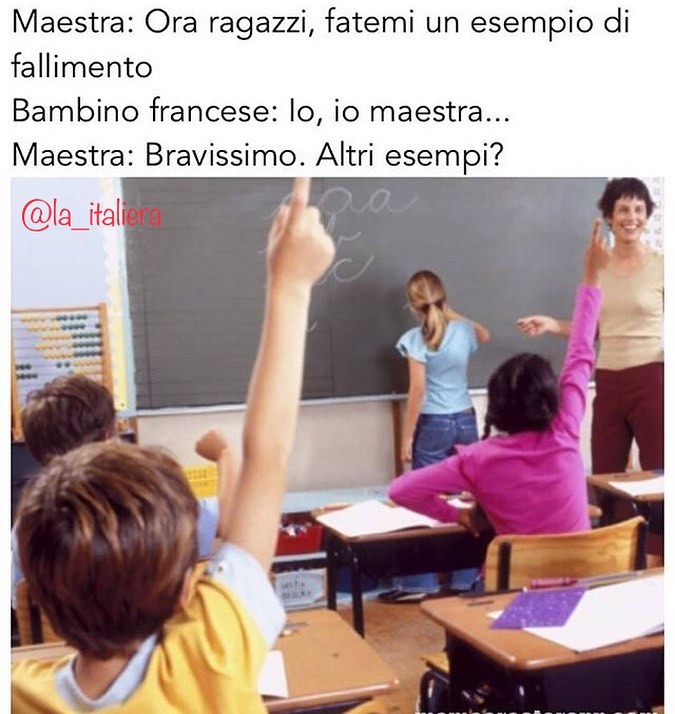 Maestra: Ora ragazzi, fatemi un esempio di
fallimento
Bambino francese: Io, io maestra...
Maestra: Bravissimo. Altri esempi?
@la_italiera